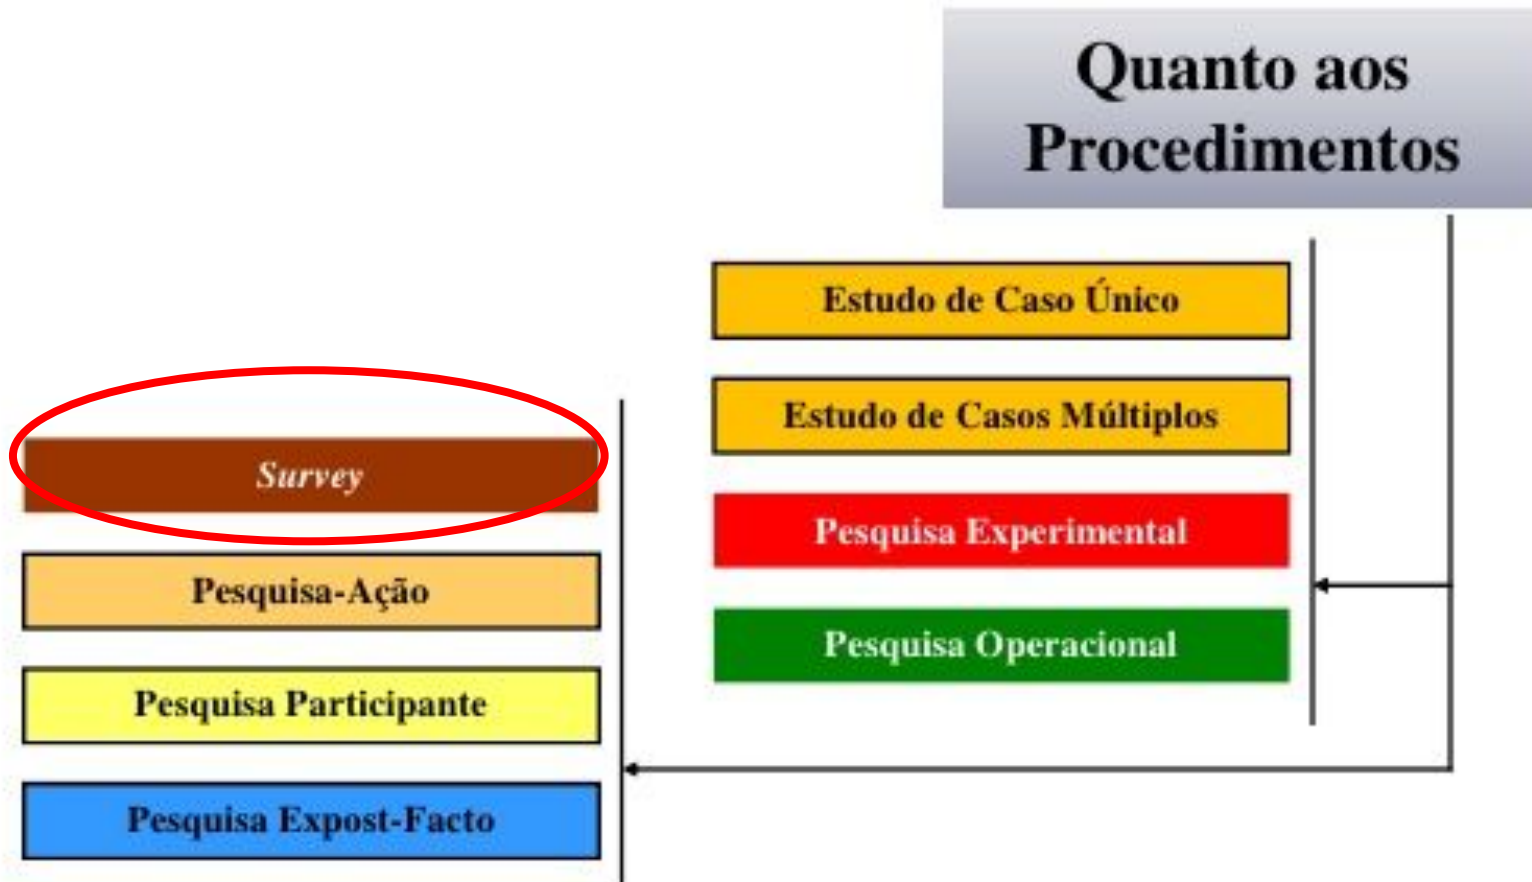 Quanto aos
Procedimentos
Estudo de Caso Único
Estudo de Casos Múltiplos
Pesquisa Experimental
Pesquisa Operacional
Survey
Pesquisa-Ação
Pesquisa Participante
Pesquisa Expost-Facto